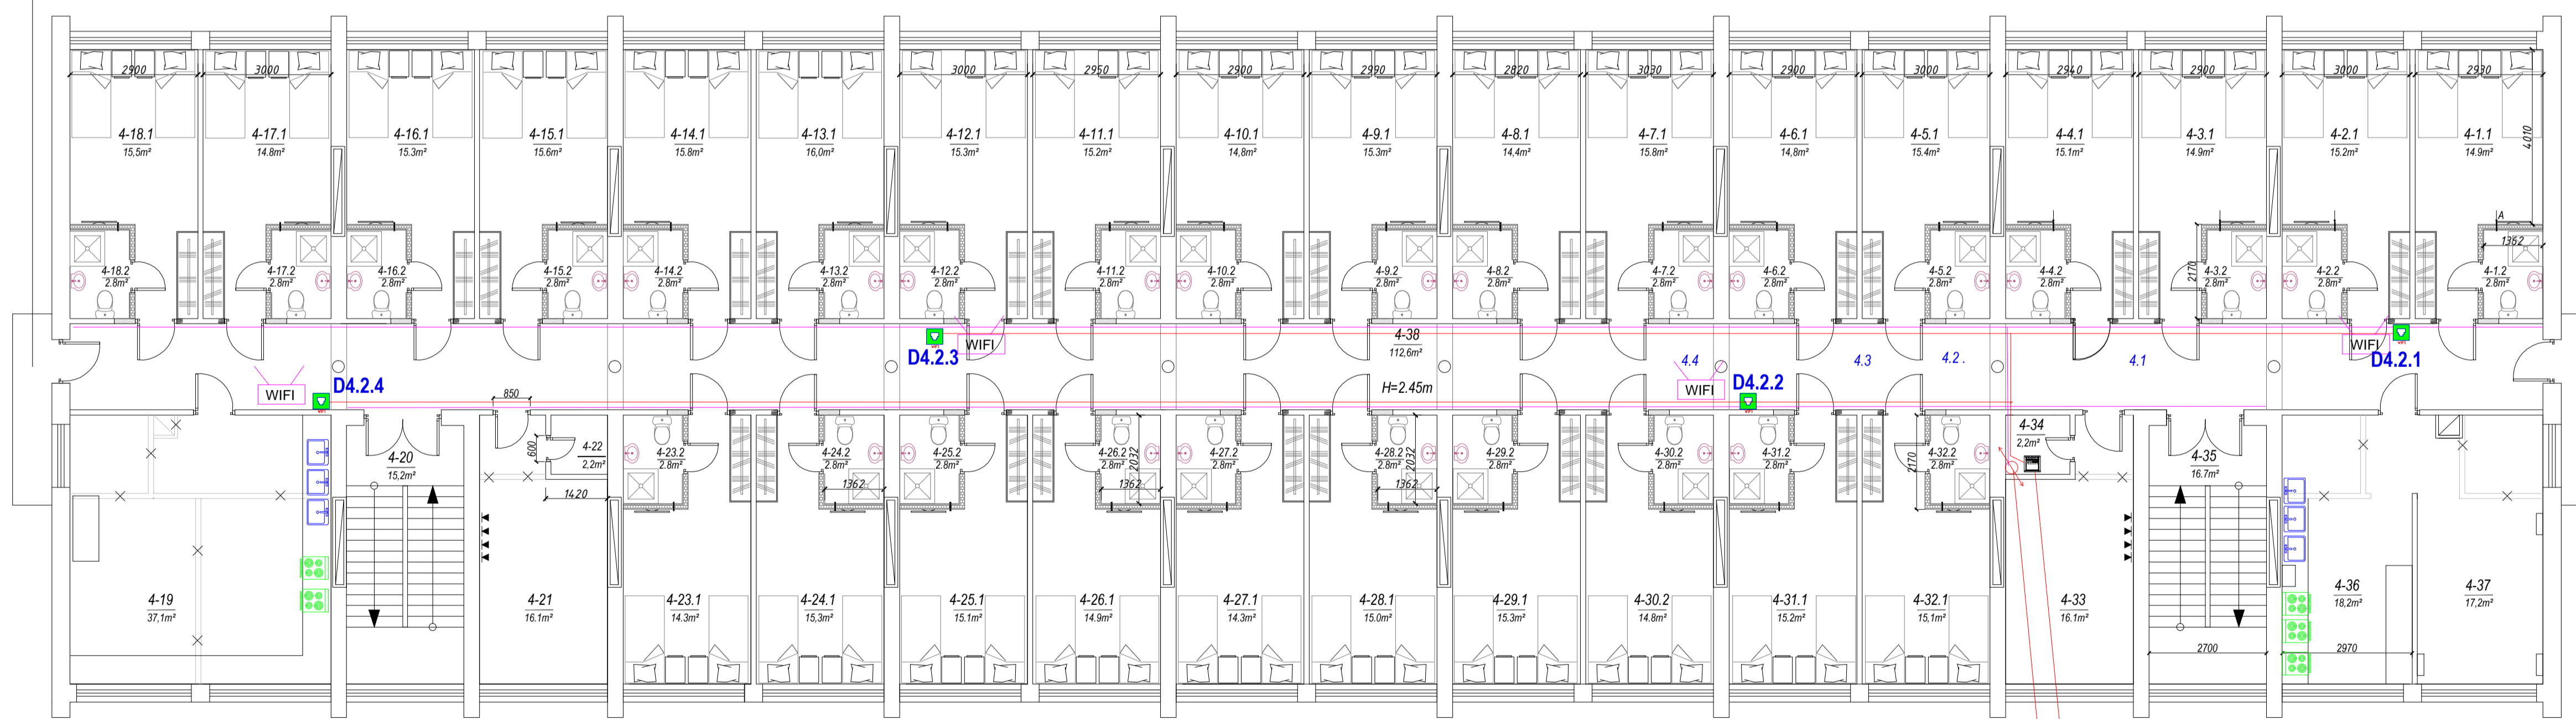 2900
3000
3000
2950
2900
2990
2820
3030
2900
3000
2940
2900
3000
2930
4-18.1
15,5m²
4-17.1
14.8m²
4-16.1
15.3m²
4-15.1
15.6m²
4-14.1
15.8m²
4-13.1
16,0m²
4-12.1
15.3m²
4-11.1
15.2m²
4-10.1
14,8m²
4-9.1
15.3m²
4-8.1
14,4m²
4-7.1
15.8m²
4-6.1
14,8m²
4-5.1
15.4m²
4-4.1
15.1m²
4-3.1
14.9m²
4-2.1
15.2m²
4-1.1
14.9m²
4010
A
1362
2170
4-18.2
2.8m²
4-17.2
2.8m²
4-16.2
2.8m²
4-15.2
2.8m²
4-14.2
2.8m²
4-13.2
2.8m²
4-12.2
2.8m²
4-11.2
2.8m²
4-10.2
2.8m²
4-9.2
2.8m²
4-8.2
2.8m²
4-7.2
2.8m²
4-6.2
2.8m²
4-5.2
2.8m²
4-4.2
2.8m²
4-3.2
2.8m²
4-2.2
2.8m²
4-1.2
2.8m²
D4.2.3
WIFI
4-38
112,6m²
H=2.45m
4.4
4.3
4.2 .
4.1
WIFI
D4.2.1
WIFI
D4.2.4
850
WIFI
D4.2.2
4-20
15,2m²
600
4-22
2,2m²
1420
4-23.2
2.8m²
4-24.2
2.8m²
1362
4-25.2
2.8m²
4-26.2
2.8m²
2032
1362
4-27.2
2.8m²
4-28.2
2.8m²
2032
1362
4-29.2
2.8m²
4-30.2
2.8m²
4-31.2
2.8m²
2170
4-32.2
2.8m²
4-34
2,2m²
4-35
16.7m²
4-19
37,1m²
4-21
16.1m²
4-23.1
14.3m²
4-24.1
15,3m²
4-25.1
15.1m²
4-26.1
14.9m²
4-27.1
14.3m²
4-28.1
15.0m²
4-29.1
15.3m²
4-30.2
14.8m²
4-31.1
15.2m²
4-32.1
15,1m²
4-33
16.1m²
4-36
18,2m²
4-37
17,2m²
2700
2970